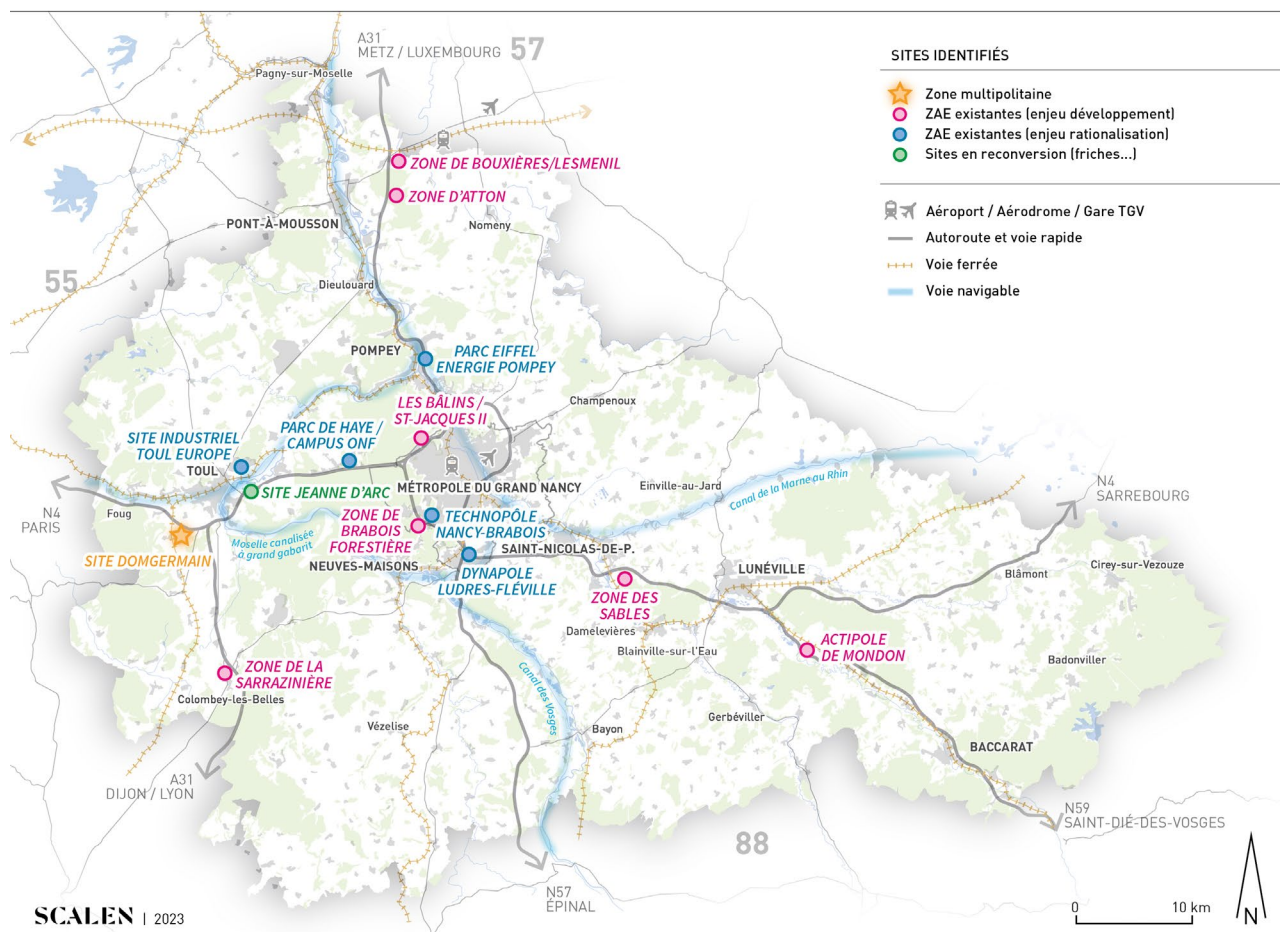 A31
METZ / LUXEMBOURG
57
Pagny-sur-Moselle
ZONE DE BOUXIÈRES/LESMENIL
ZONE D'ATTON
PONT-À-MOUSSON
Nomeny
55
Dieulouard
POMPEY
PARC EIFFEL
ENERGIE POMPEY
LES BÂLINS /
ST-JACQUES II
Champenoux
PARC DE HAYE /
CAMPUS ONF
SITE INDUSTRIEL
TOUL EUROPE
TOUL
SITE JEANNE D'ARC
MÉTROPOLE DU GRAND NANCY
Einville-au-Jard
Canal de la Marne au Rhin
N4
SARREBOURG
N4
PARIS
Foug
Moselle canalisée
à grand gabarit
ZONE DE
BRABOIS
FORESTIÈRE
TECHNOPÔLE
NANCY-BRABOIS
SITE DOMGERMAIN
NEUVES-MAISONS
SAINT-NICOLAS-DE-P.
DYNAPOLE
LUDRES-FLÉVILLE
ZONE DES
SABLES
LUNÉVILLE
Blâmont
Cirey-sur-Vezouze
Damelevières
Blainville-sur-l'Eau
ACTIPOLE
DE MONDON
Badonviller
ZONE DE LA
SARRAZINIÈRE
Colombey-les-Belles
Canal des Vosges
Vézelise
Bayon
Gerbéviller
BACCARAT
A31
DIJON / LYON
N59
SAINT-DIÉ-DES-VOSGES
88
N57
ÉPINAL
SITES IDENTIFIÉS
Zone multipolitaine
ZAE existantes (enjeu développement)
ZAE existantes (enjeu rationalisation)
Sites en reconversion (friches...)
Aéroport / Aérodrome / Gare TGV
Autoroute et voie rapide
Voie ferrée
Voie navigable
SCALEN | 2023
0 10 km
N